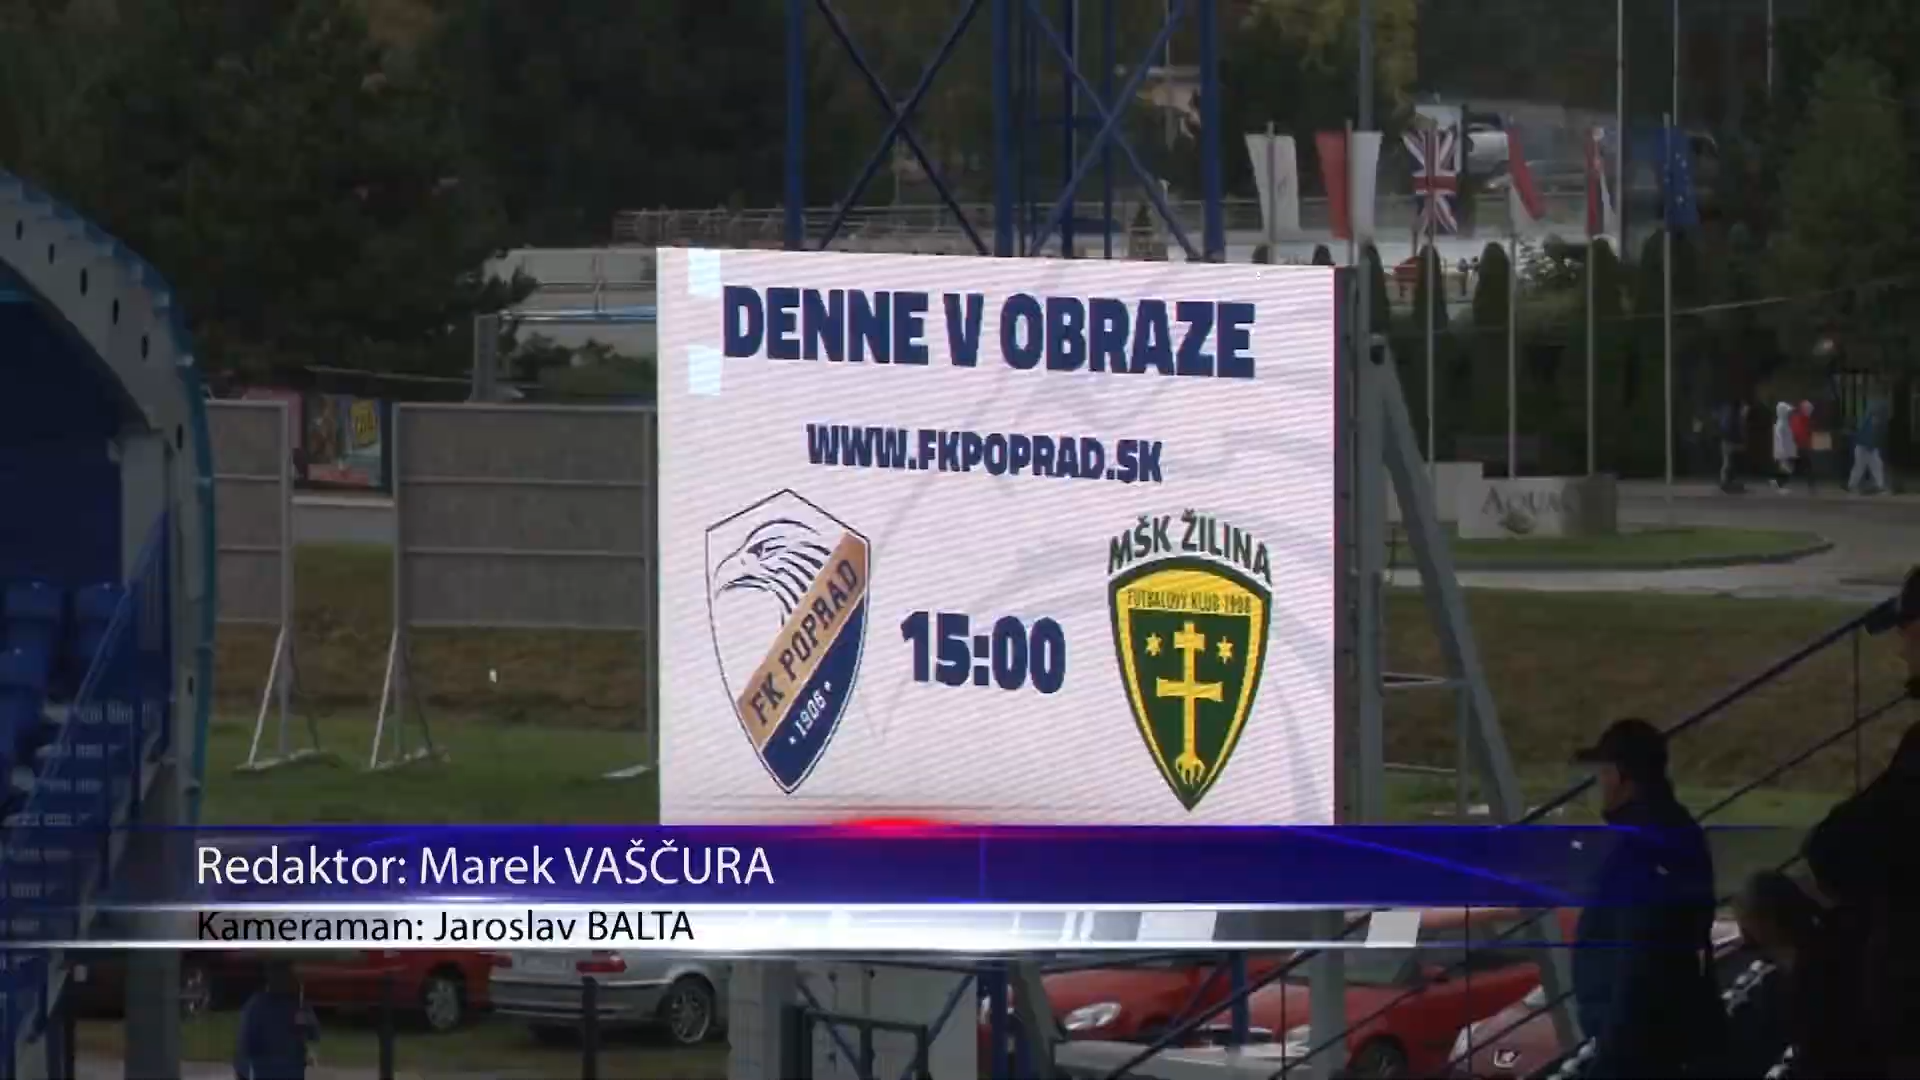 DENNE V OBRAZE
WWW.FKPOPRAD.SK
FK POPRAD
1906
15:00
MŠK ŽILINA
FUTBALOVÝ KLUB 1908
Redaktor: Marek VAŠČURA
Kameraman: Jaroslav BALTA